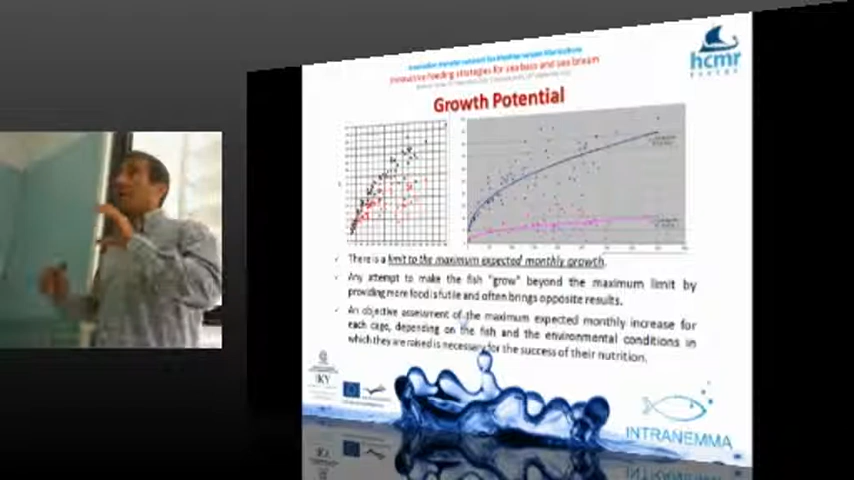 hcmr
Innovative feeding strategies for sea bass and sea bream
Growth Potential
There is a limit to the maximum expected monthly growth.
Any attempt to make the fish "grow" beyond the maximum limit by
providing more food is futile and often brings opposite results.
An objective assessment of the maximum expected monthly increase for
each cage, depending on the fish and the environmental conditions in
which they are raised is necessary for the success of their nutrition.
IKY
INTRANEMMA